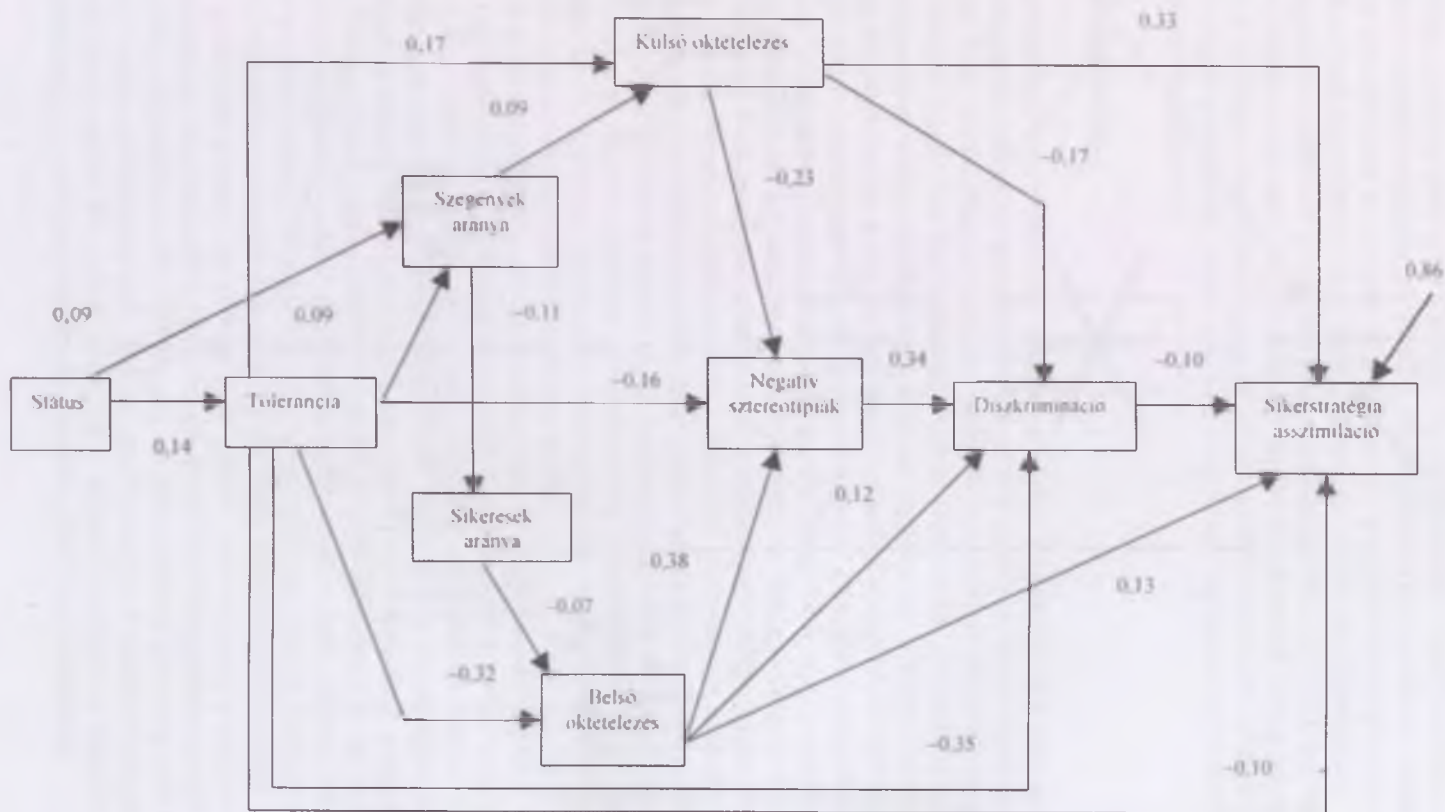 0,17
Külső oktételezés
0,33
0,09
Szegények
aránya
-0,23
-0,17
0,86
0,09
0,09
-0,11
-0,16
0,34
-0,10
Státus
Tolerancia
Negatív
sztereotípiák
Diszkrimináció
Sikerstratégia
asszimiláció
0,14
0,12
Sikeresek
aránya
0,38
0,13
-0,07
-0,32
Belső
oktételezés
-0,35
-0,10